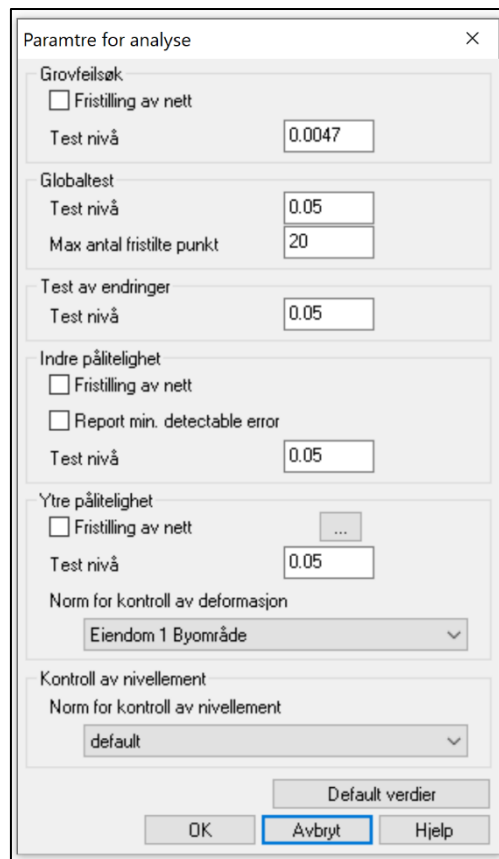 Paramtre for analyse
Grovfeilsøk
Fristilling av nett
Test nivå 0.0047
Globaltest
Test nivå 0.05
Max antal fristilte punkt 20
Test av endringer
Test nivå 0.05
Indre pålitelighet
Fristilling av nett
Report min. detectable error
Test nivå 0.05
Ytre pålitelighet
Fristilling av nett ...
Test nivå 0.05
Norm for kontroll av deformasjon
Eiendom 1 Byområde
Kontroll av nivellement
Norm for kontroll av nivellement
default
Default verdier
OK Avbryt Hjelp